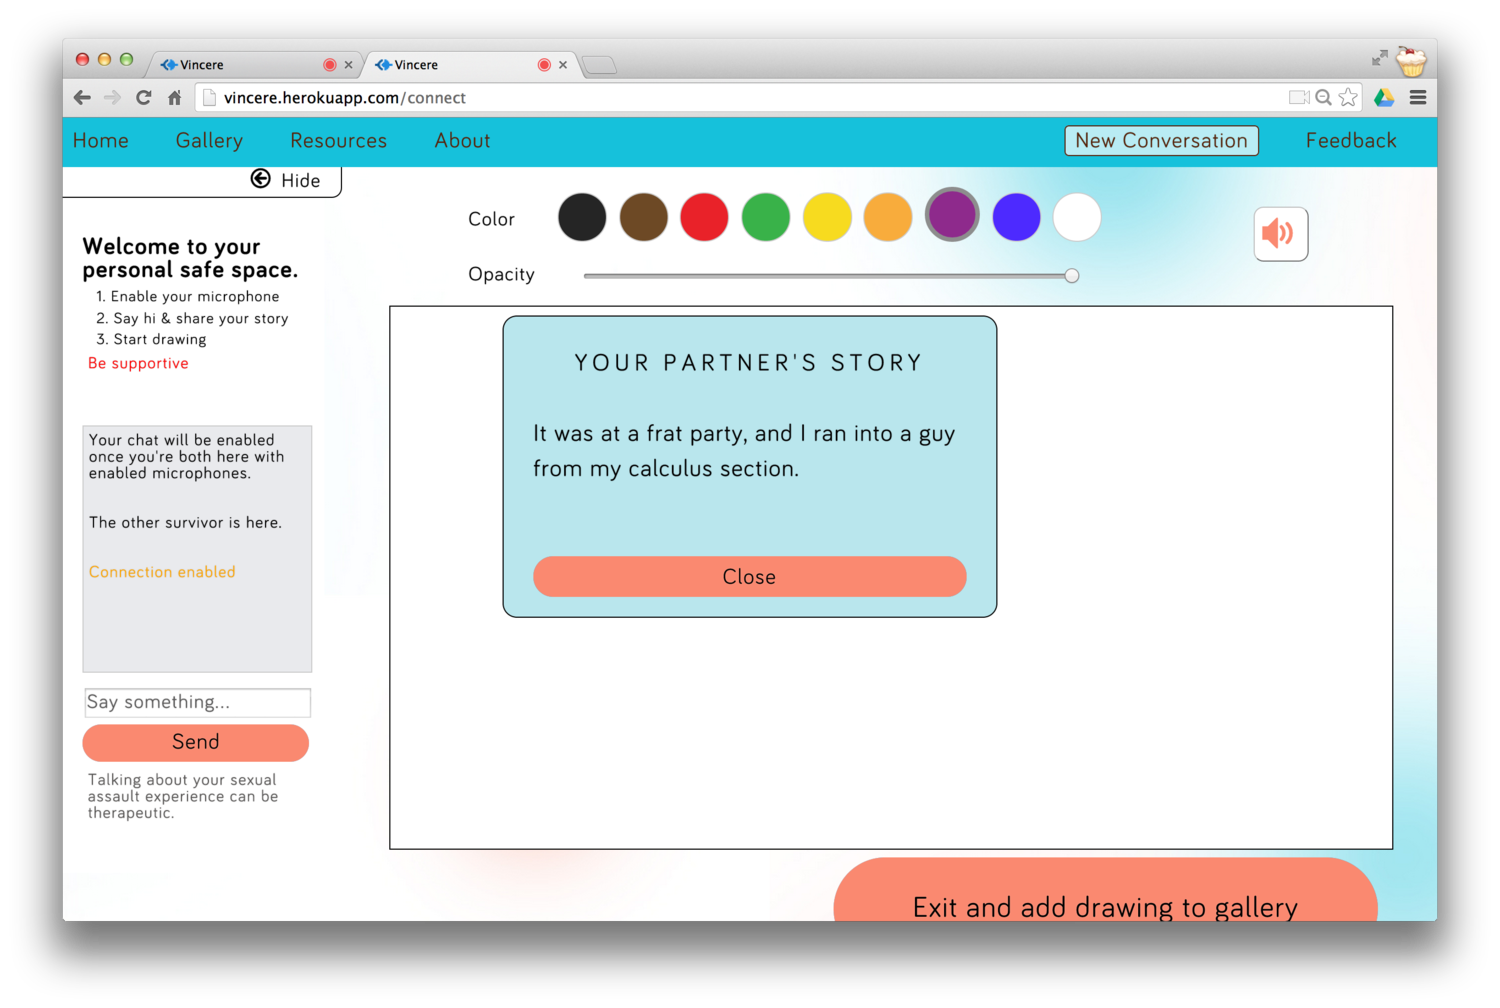 Vincere
Vincere
vincere.herokuapp.com/connect
Home Gallery Resources About New Conversation Feedback
Hide
Welcome to your
personal safe space.
1. Enable your microphone
2. Say hi & share your story
3. Start drawing
Be supportive
Your chat will be enabled
once you're both here with
enabled microphones.
The other survivor is here.
Connection enabled
Say something...
Send
Talking about your sexual
assault experience can be
therapeutic.
Color
Opacity
YOUR PARTNER'S STORY
It was at a frat party, and I ran into a guy
from my calculus section.
Close
Exit and add drawing to gallery